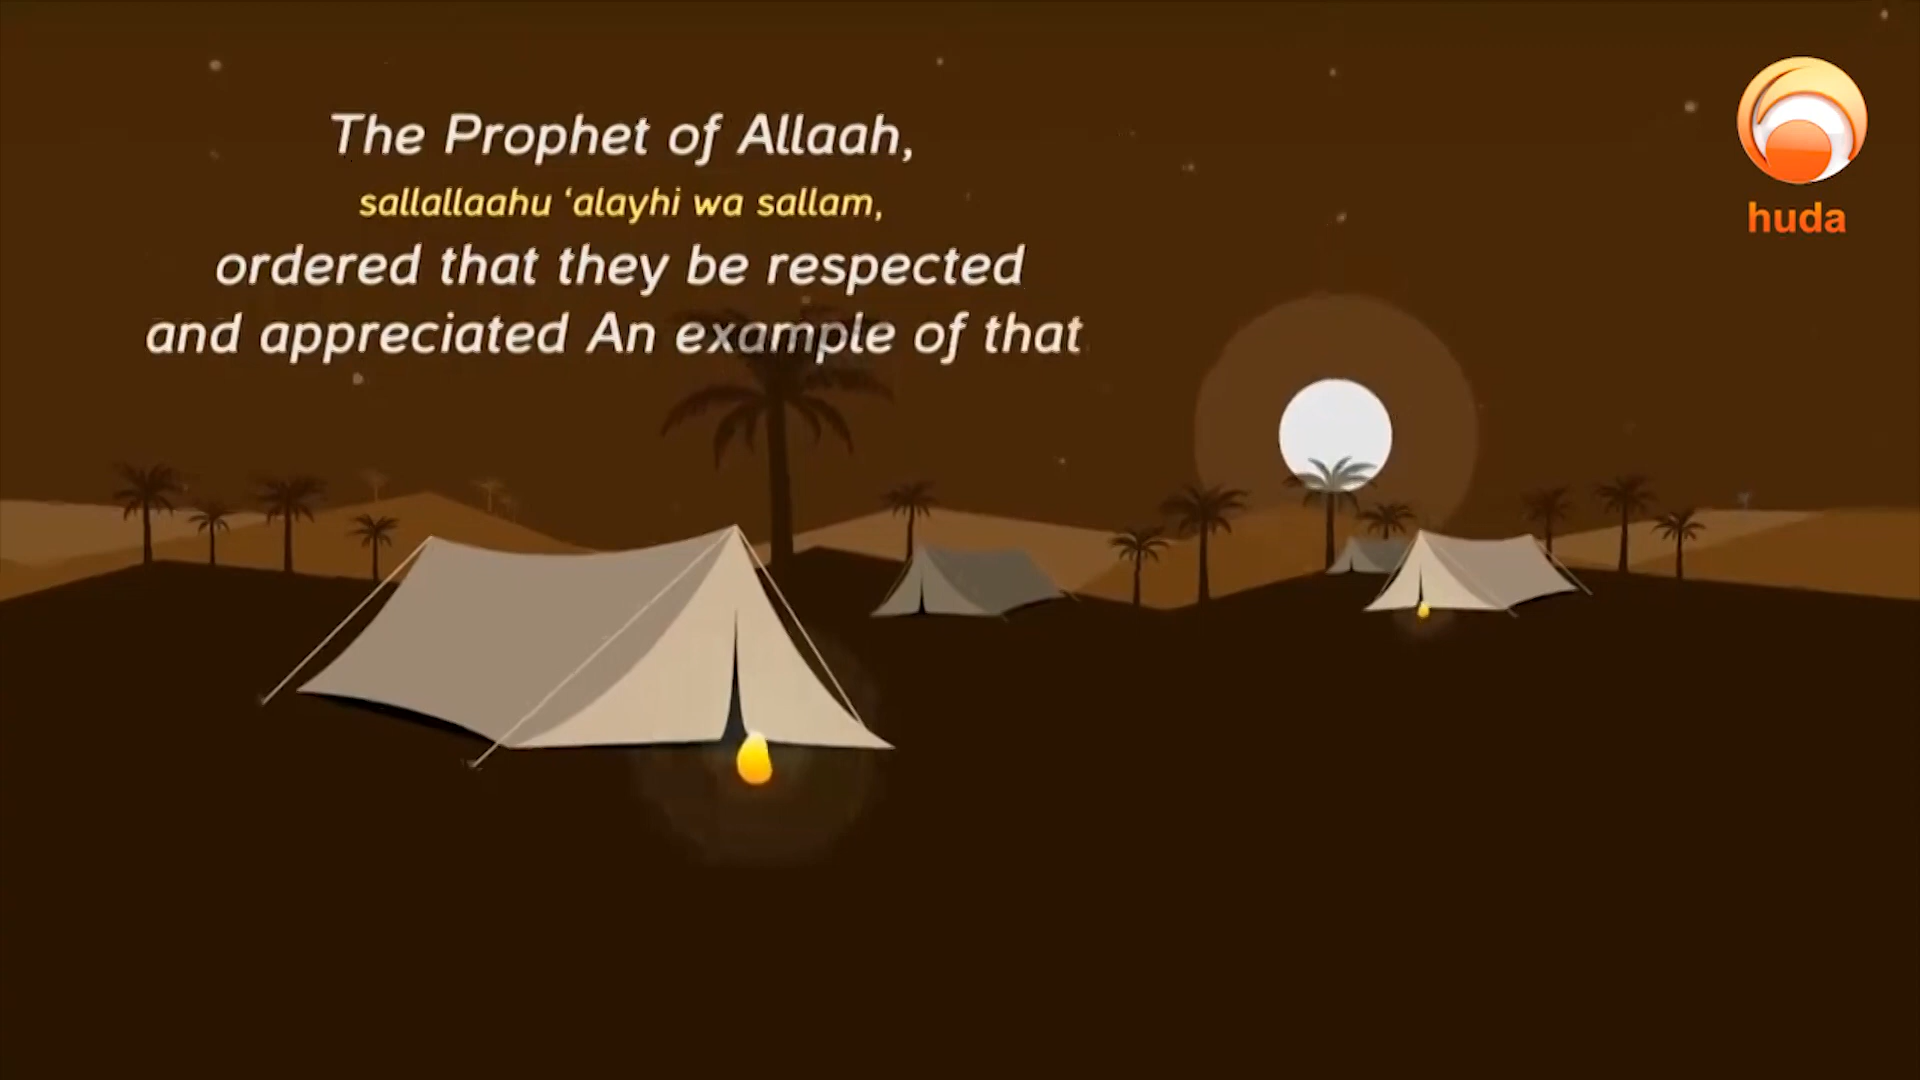 The Prophet of Allaah,
sallallaahu ‘alayhi wa sallam,
ordered that they be respected
and appreciated An example of that
huda